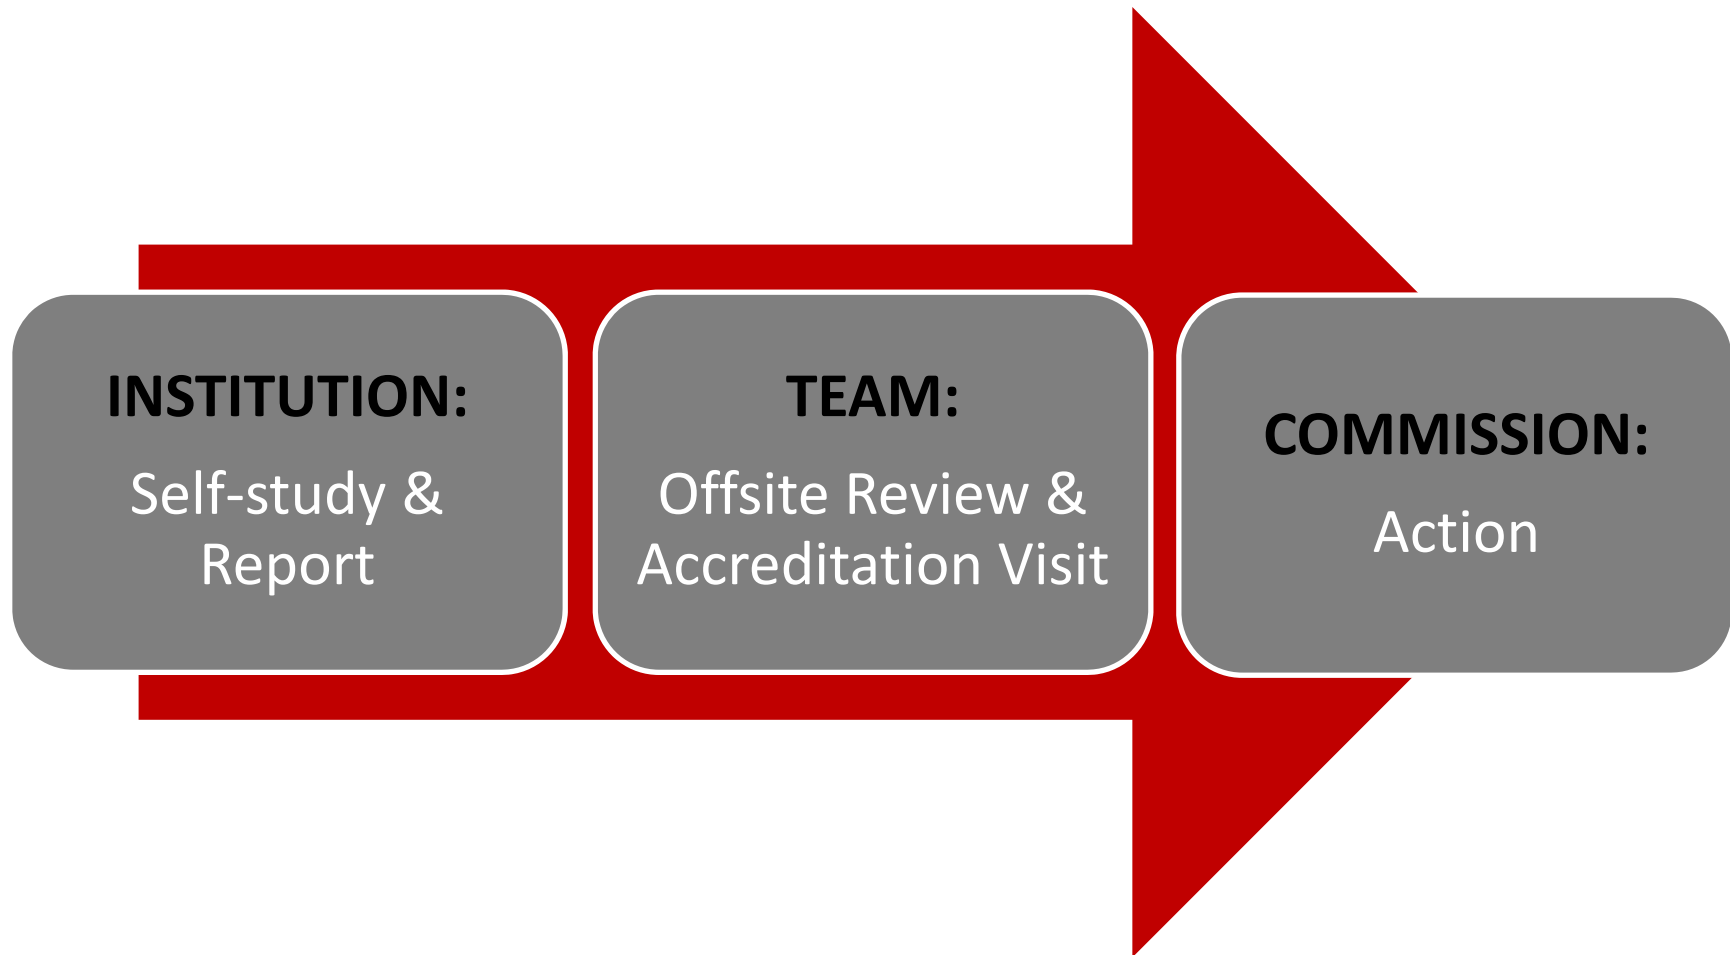 INSTITUTION:
Self-study &
Report
TEAM:
Offsite Review &
Accreditation Visit
COMMISSION:
Action